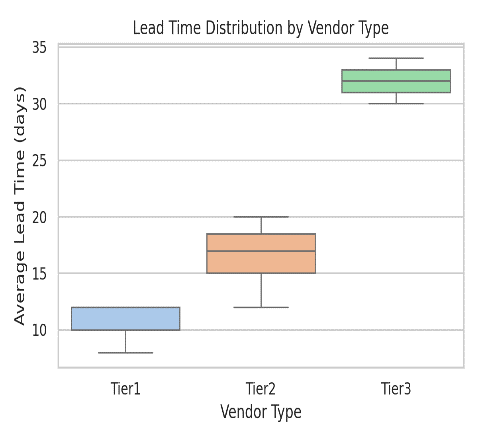 Lead Time Distribution by Vendor Type
Average Lead Time (days)
35
30
25
20
15
10
Tier1 Tier2 Tier3
Vendor Type